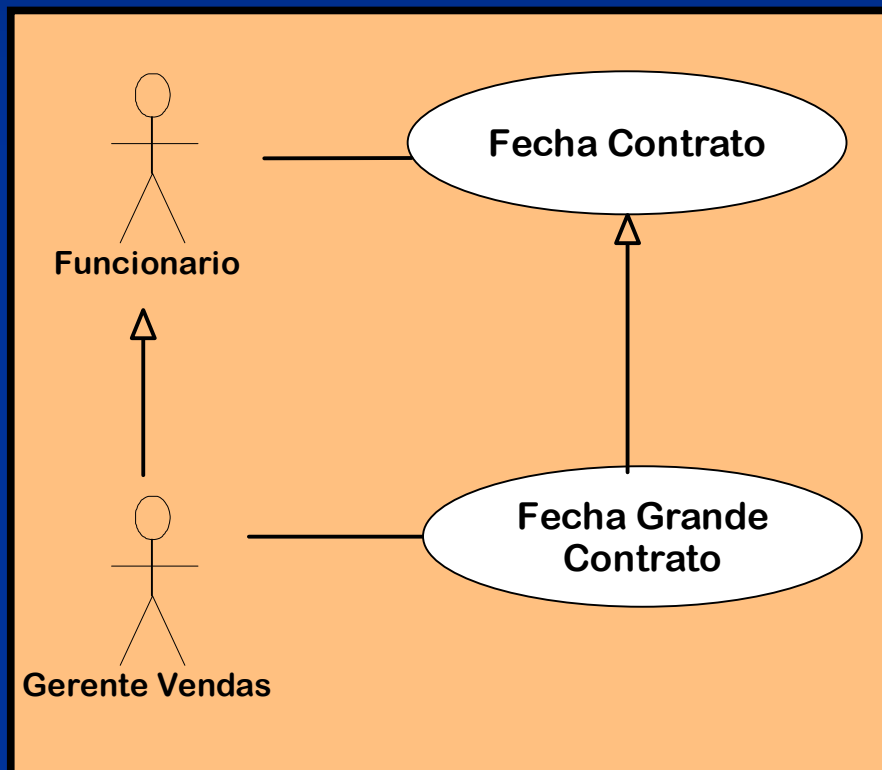 Fecha Contrato
Funcionario
Fecha Grande
Contrato
Gerente Vendas